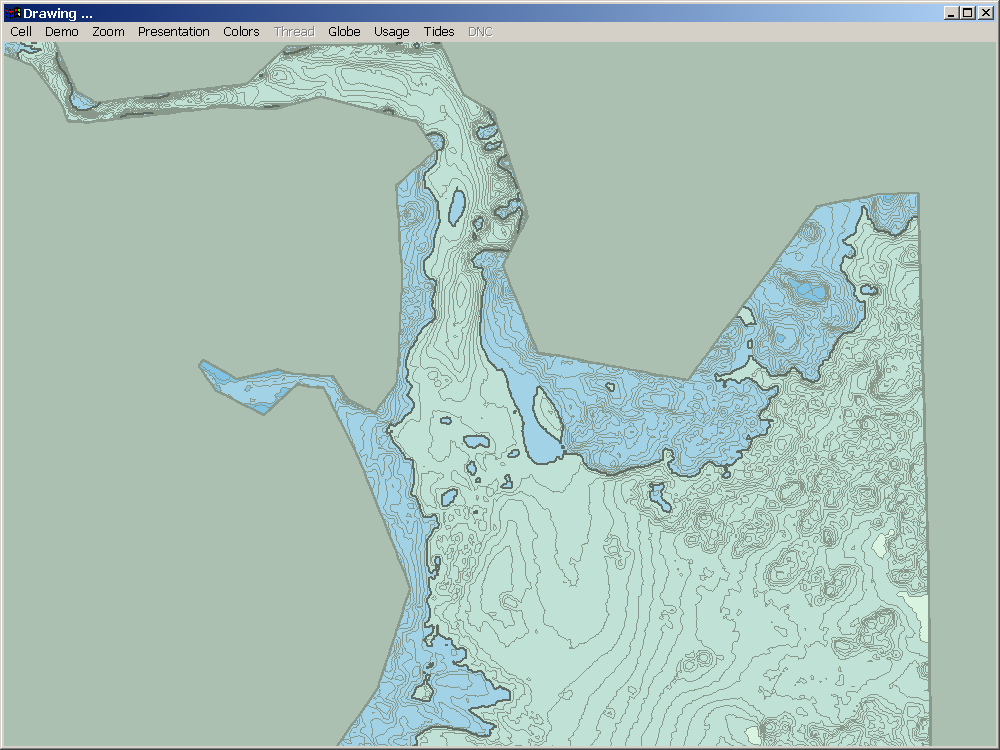 Drawing ...
Cell Demo Zoom Presentation Colors Thread Globe Usage Tides DNC